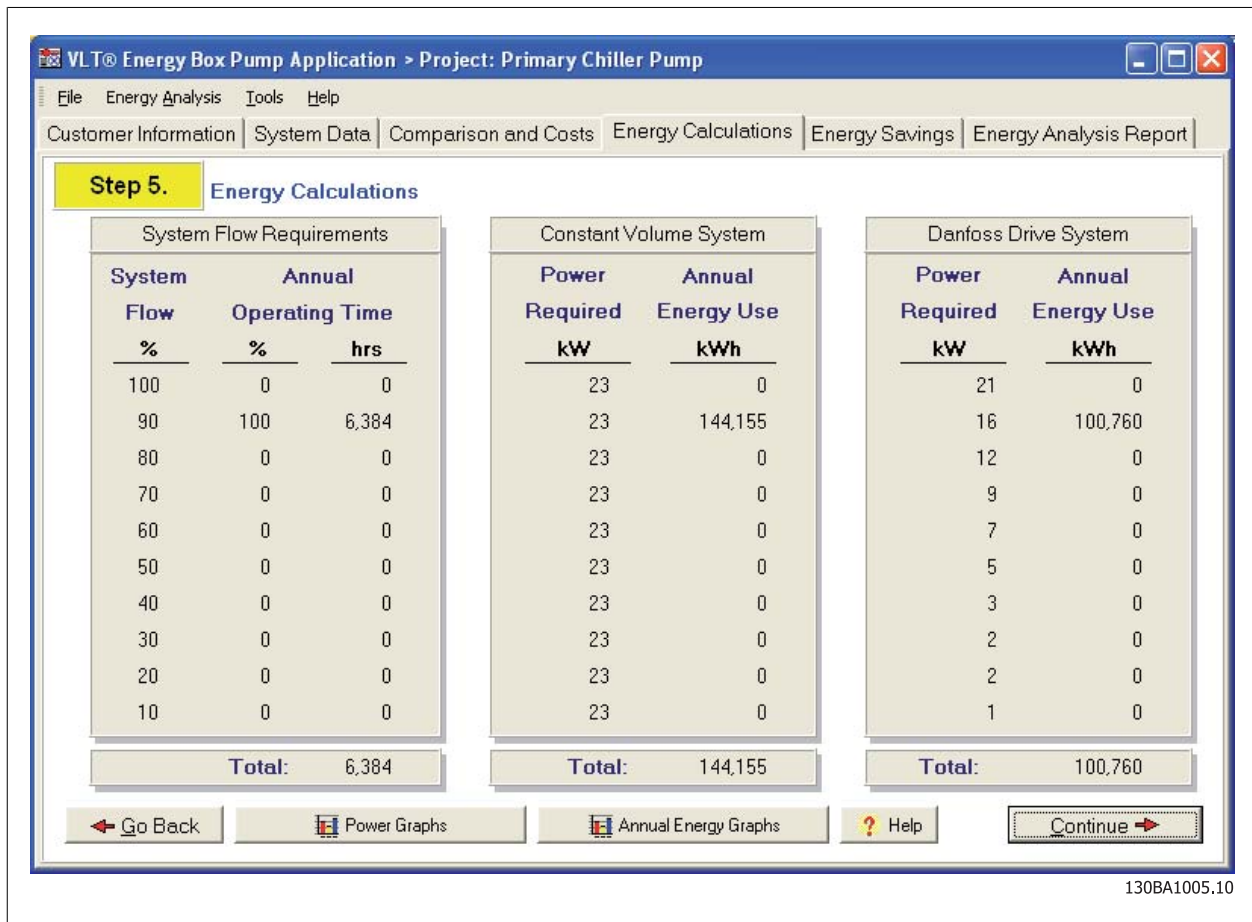 VLT® Energy Box Pump Application > Project: Primary Chiller Pump
File Energy Analysis Tools Help
Customer Information System Data Comparison and Costs Energy Calculations Energy Savings Energy Analysis Report
Step 5. Energy Calculations
System Flow Requirements Constant Volume System Danfoss Drive System
System Annual Power Annual Power Annual
Flow Operating Time Required Energy Use Required Energy Use
% % hrs kW kWh kW kWh
100 0 0 23 0 21 0
90 100 6,384 23 144,155 16 100,760
80 0 0 23 0 12 0
70 0 0 23 0 9 0
60 0 0 23 0 7 0
50 0 0 23 0 5 0
40 0 0 23 0 3 0
30 0 0 23 0 2 0
20 0 0 23 0 2 0
10 0 0 23 0 1 0
Total: 6,384 Total: 144,155 Total: 100,760
Go Back Power Graphs Annual Energy Graphs ? Help Continue
130BA1005.10